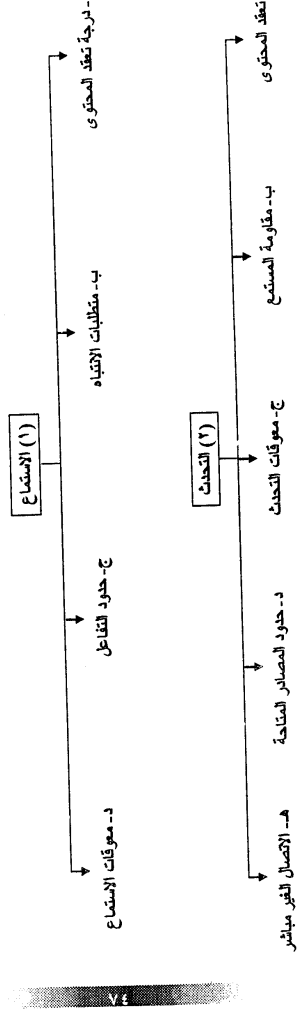 (١) الاستماع
-درجة تعقد المحتوى
ب-متطلبات الانتباه
ج-حدود التفاعل
د-معوقات الاستماع
(٢) التحدث
تعقد المحتوى
ب-مقاومة المستمع
ج-معوقات التحدث
د-حدود المصادر المتاحة
هـ-الاتصال الغير مباشر
٧٤